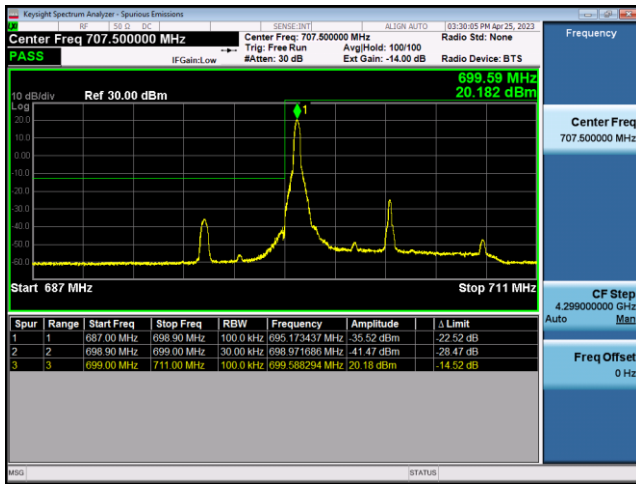 Keysight Spectrum Analyzer - Spurious Emissions
RF 50 Ω DC SENSE:INT ALIGN AUTO 03:30:05 PM Apr 25, 2023
Center Freq 707.500000 MHz Center Freq: 707.500000 MHz Radio Std: None
Trig: Free Run Avg|Hold: 100/100
PASS IFGain:Low #Atten: 30 dB Ext Gain: -14.00 dB Radio Device: BTS
699.59 MHz
10 dB/div Ref 30.00 dBm 20.182 dBm
Log
1
20.0
10.0
0.00
-10.0
-20.0
-30.0
-40.0
-50.0
-60.0
Start 687 MHz Stop 711 MHz
Spur Range Start Freq Stop Freq RBW Frequency Amplitude Δ Limit
1 1 687.00 MHz 698.90 MHz 100.0 kHz 695.173437 MHz -35.52 dBm -22.52 dB
2 2 698.90 MHz 699.00 MHz 30.00 kHz 698.971686 MHz -41.47 dBm -28.47 dB
3 3 699.00 MHz 711.00 MHz 100.0 kHz 699.588294 MHz 20.18 dBm -14.52 dB
MSG STATUS
Frequency
Center Freq
707.500000 MHz
CF Step
4.299000000 GHz
Auto Man
Freq Offset
0 Hz